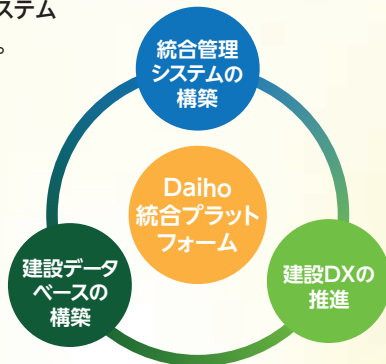 ステム
。
統合管理
システムの
構築
Daiho
統合プラット
フォーム
建設データ
ベースの
構築
建設DXの
推進